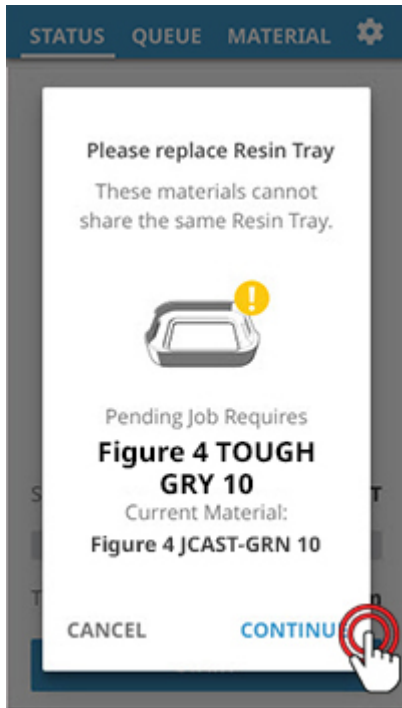 STATUS QUEUE MATERIAL
Please replace Resin Tray
These materials cannot
share the same Resin Tray.
!
Pending Job Requires
Figure 4 TOUGH
GRY 10
Current Material:
Figure 4 JCAST-GRN 10
CANCEL CONTINUE